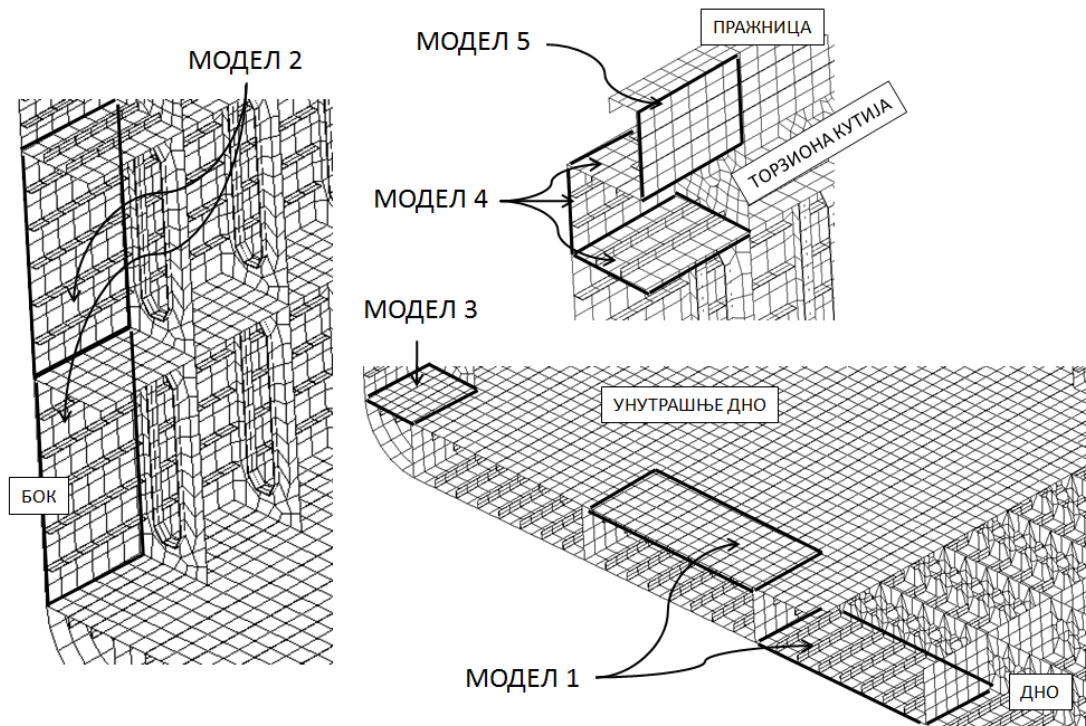 МОДЕЛ 2
БОК
МОДЕЛ 5
ПРАЖНИЦА
ТОРЗИОНА КУТИЈА
МОДЕЛ 4
МОДЕЛ 3
УНУТРАШЊЕ ДНО
МОДЕЛ 1
ДНО